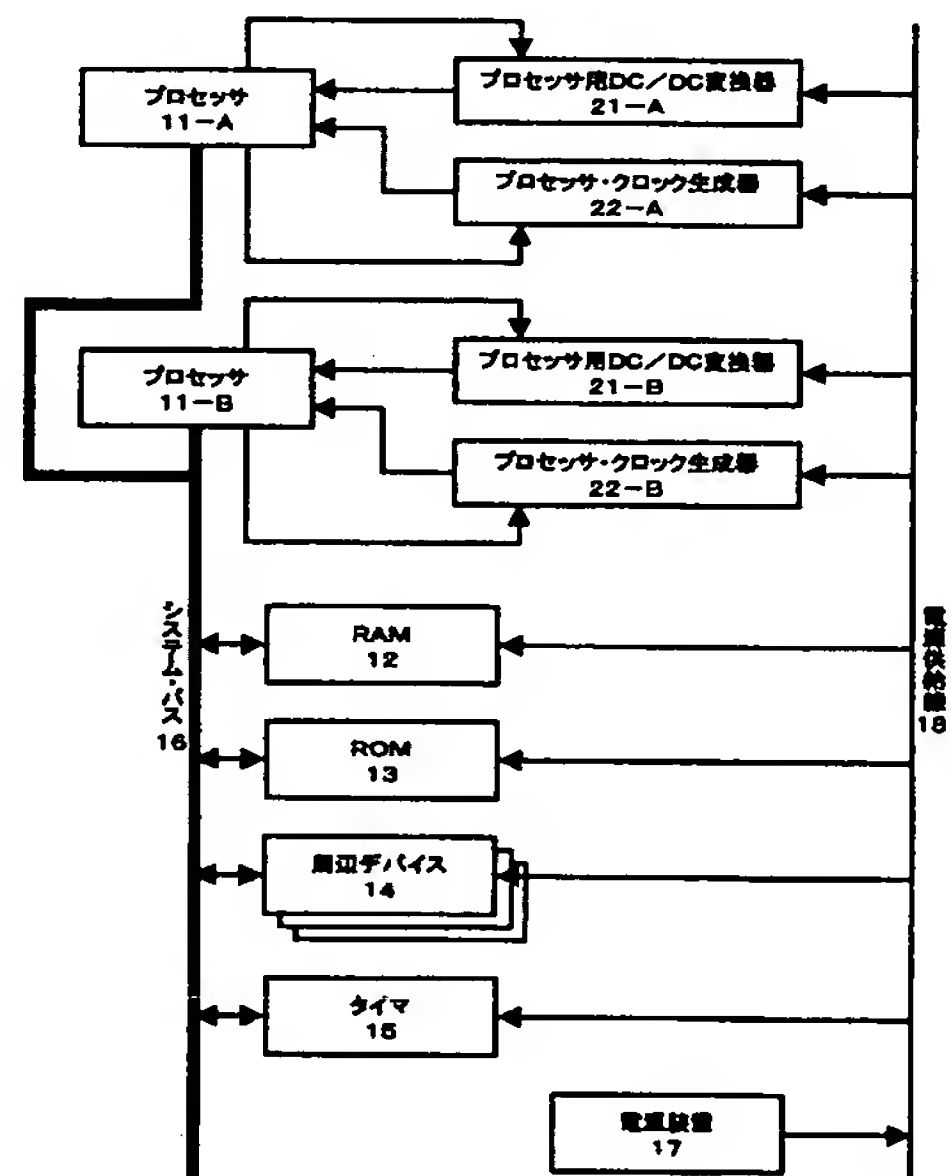 プロセッサ
11-A
プロセッサ用DC/DC変換器
21-A
プロセッサ・クロック生成器
22-A
プロセッサ
11-B
プロセッサ用DC/DC変換器
21-B
プロセッサ・クロック生成器
22-B
システム・バス
16
RAM
12
ROM
13
周辺デバイス
14
タイマ
15
電源装置
17
電源供給線
18